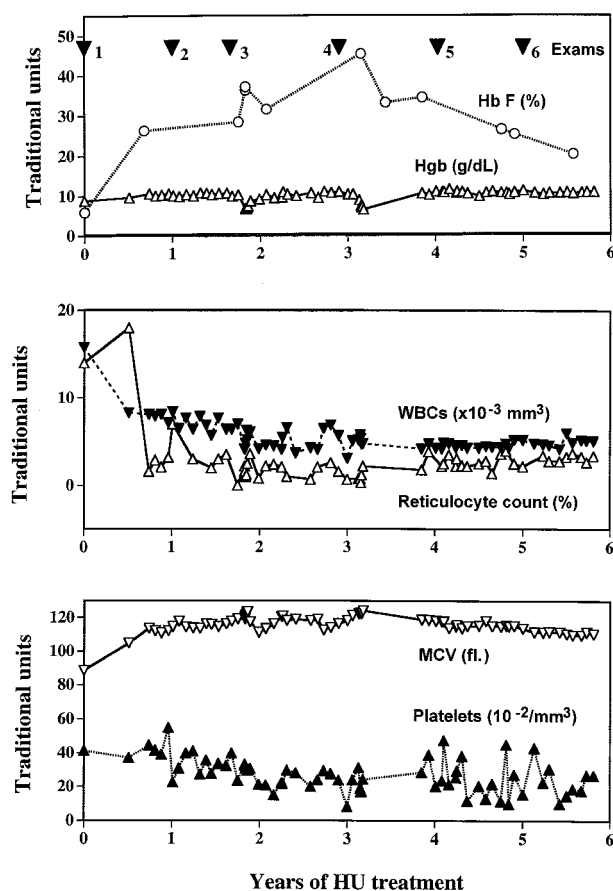 Traditional units
50
40
30
20
10
0
1 2 3 4 5 6 Exams
Hb F (%)
Hgb (g/dL)
0 1 2 3 4 5 6
Traditional units
20
10
0
WBCs (x10⁻³ mm³)
Reticulocyte count (%)
0 1 2 3 4 5 6
Traditional units
120
100
80
60
40
20
0
MCV (fl.)
Platelets (10⁻²/mm³)
0 1 2 3 4 5 6
Years of HU treatment